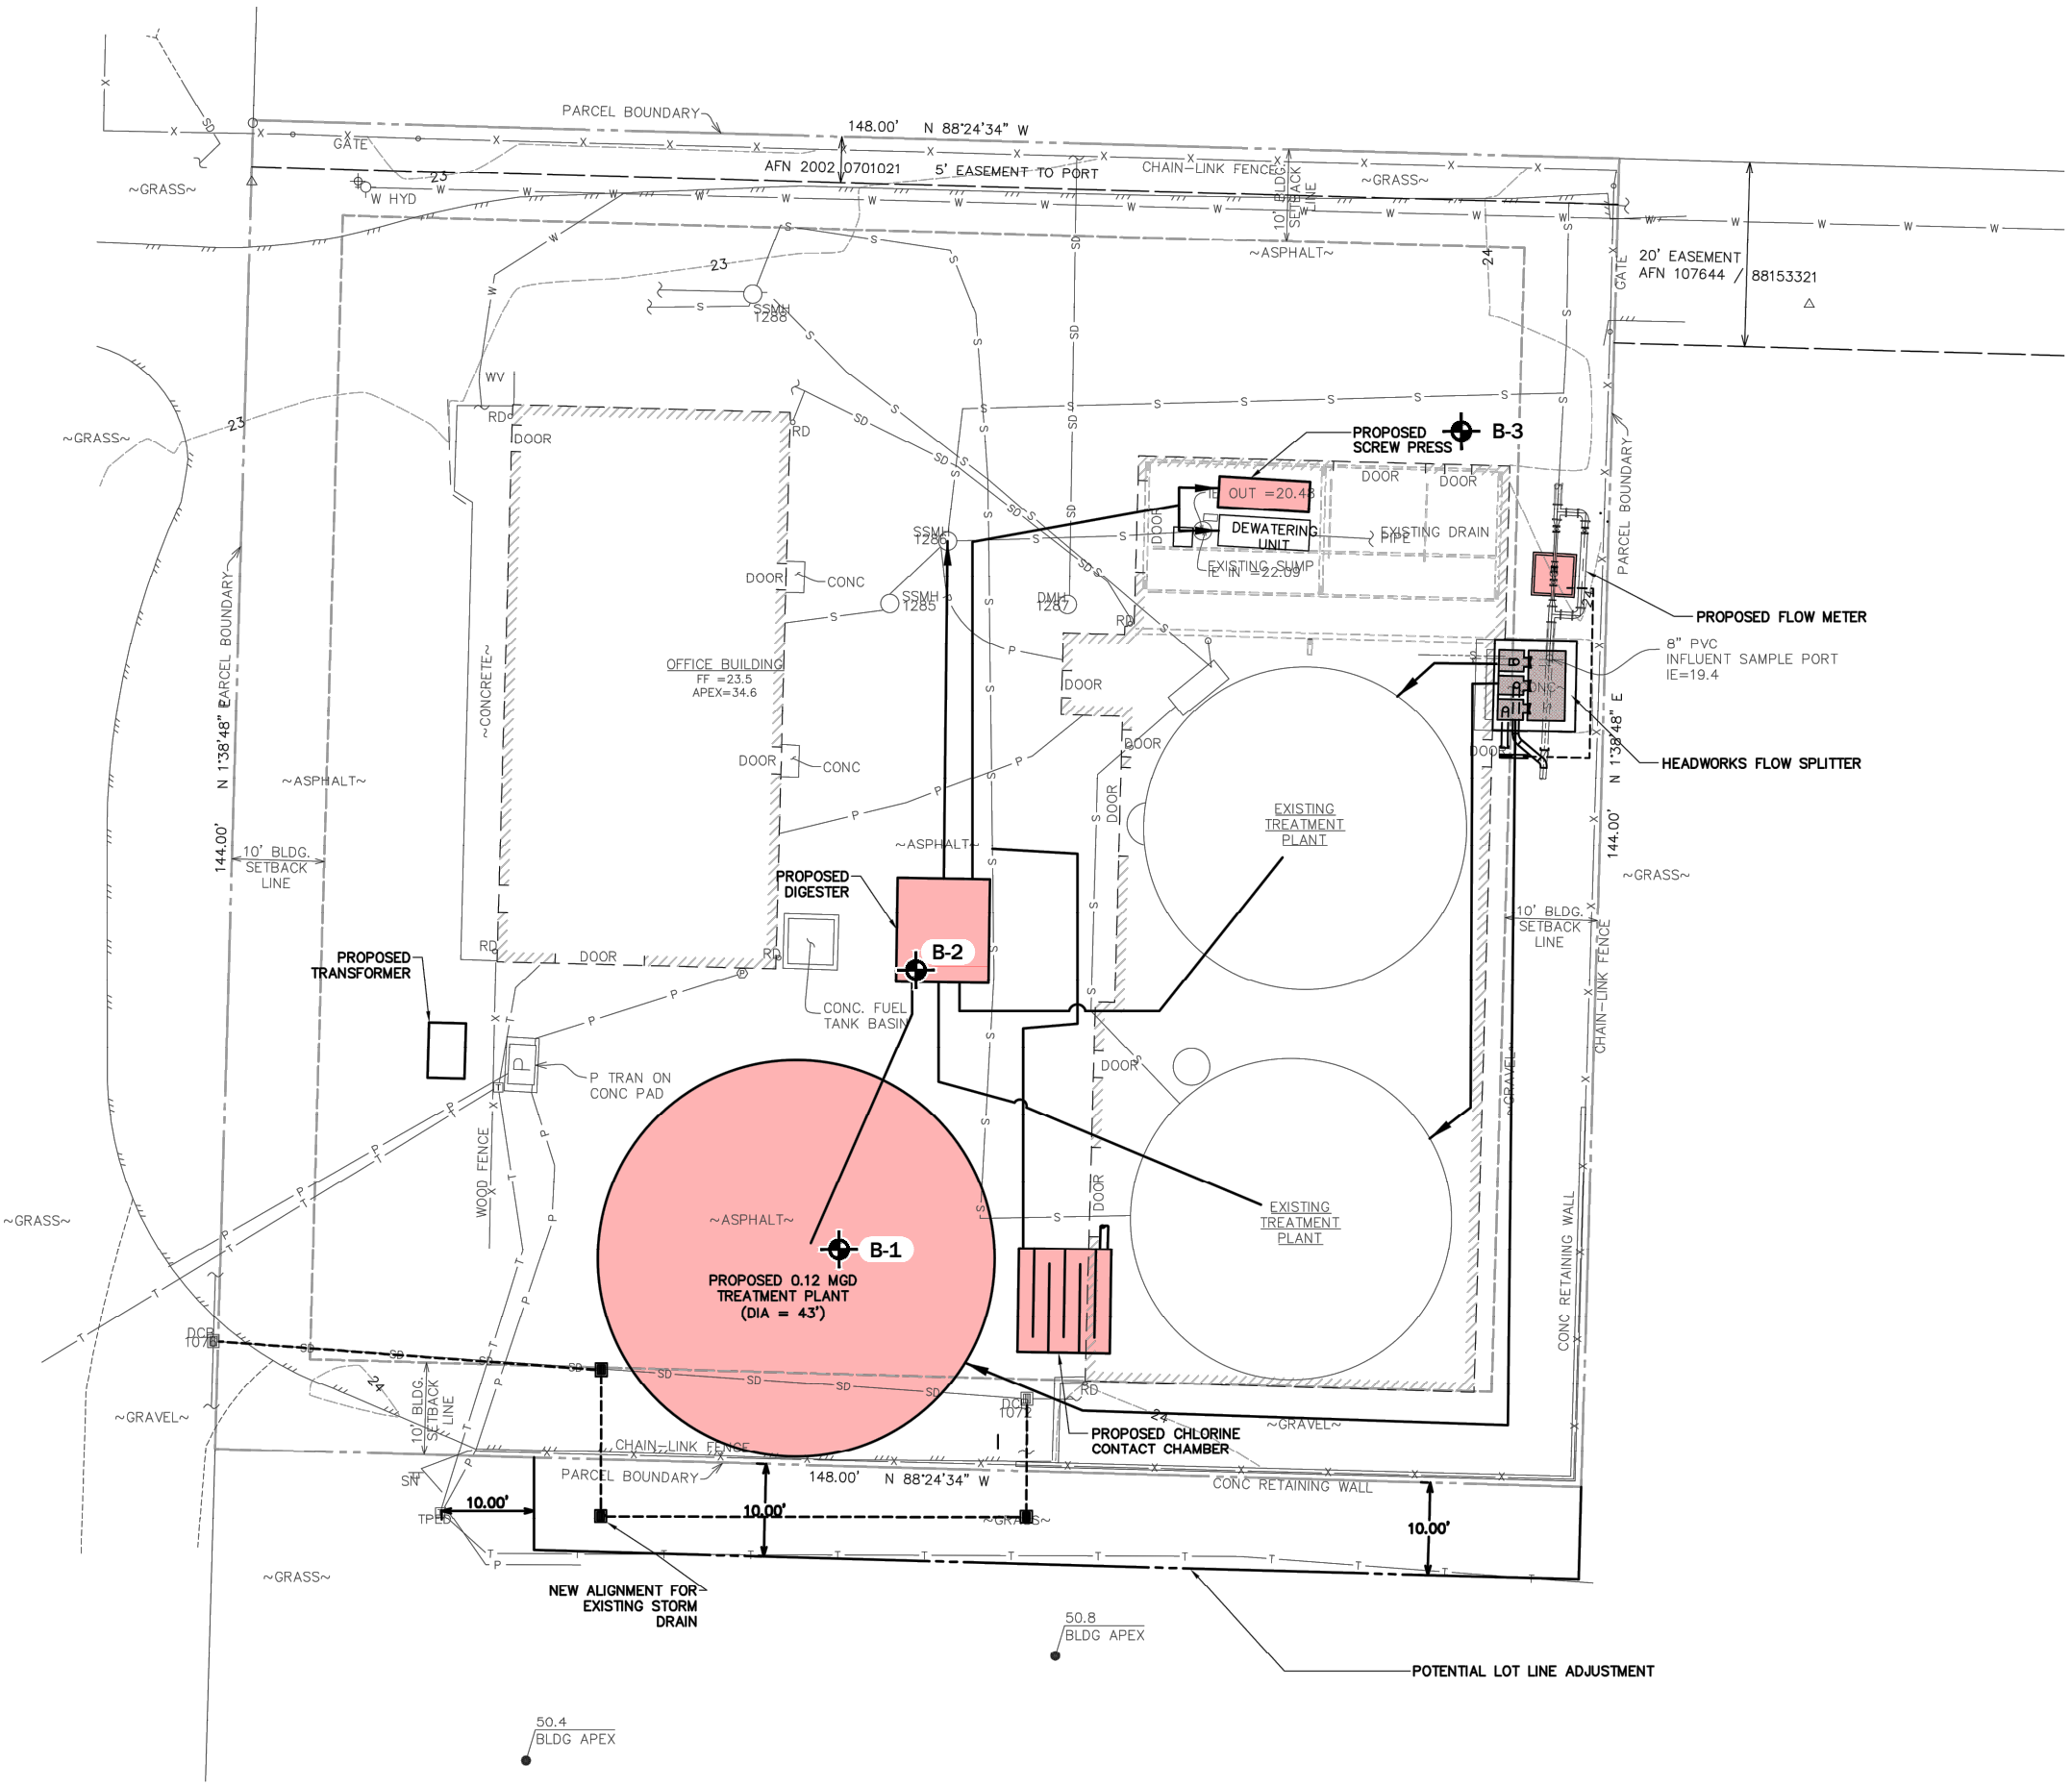 PARCEL BOUNDARY
148.00' N 88°24'34" W
GATE
AFN 2002 0701021 5' EASEMENT TO PORT
CHAIN-LINK FENCE
~GRASS~
~GRASS~
23
W HYD
10' BLDG.
SETBACK
LINE
~ASPHALT~
24
GATE
20' EASEMENT
AFN 107644 / 88153321
23
SSMH
1288
WV
RD
DOOR
RD
23
~GRASS~
PROPOSED
SCREW PRESS
B-3
DOOR
DOOR
PARCEL BOUNDARY
IE OUT =20.48
DEWATERING
UNIT
DOOR
EXISTING DRAIN
PIPE
EXISTING SUMP
IE IN =22.09
SSMH
1286
SSMH
1285
DMH
1287
RD
DOOR
CONC
PARCEL BOUNDARY
N 1°38'48" E
144.00'
~CONCRETE~
OFFICE BUILDING
FF =23.5
APEX=34.6
DOOR
24
PROPOSED FLOW METER
8" PVC
INFLUENT SAMPLE PORT
IE=19.4
B
A
A
~CONC~
DOOR
HEADWORKS FLOW SPLITTER
N 1°38'48" E
144.00'
DOOR
DOOR
CONC
~ASPHALT~
DOOR
EXISTING
TREATMENT
PLANT
~ASPHALT~
10' BLDG.
SETBACK
LINE
PROPOSED
DIGESTER
~GRASS~
10' BLDG.
SETBACK
LINE
CHAIN-LINK FENCE
B-2
RD
DOOR
RD
PROPOSED
TRANSFORMER
CONC. FUEL
TANK BASIN
P
P TRAN ON
CONC PAD
DOOR
~GRAVEL~
WOOD FENCE
DOOR
~GRASS~
~ASPHALT~
EXISTING
TREATMENT
PLANT
CONC RETAINING WALL
B-1
PROPOSED 0.12 MGD
TREATMENT PLANT
(DIA = 43')
DCB
1076
24
10' BLDG.
SETBACK
LINE
RD
1072
24
~GRAVEL~
~GRAVEL~
PROPOSED CHLORINE
CONTACT CHAMBER
CHAIN-LINK FENCE
PARCEL BOUNDARY
148.00' N 88°24'34" W
CONC RETAINING WALL
SN
TPED
10.00'
10.00'
~GRASS~
10.00'
~GRASS~
NEW ALIGNMENT FOR
EXISTING STORM
DRAIN
50.8
BLDG APEX
POTENTIAL LOT LINE ADJUSTMENT
50.4
BLDG APEX